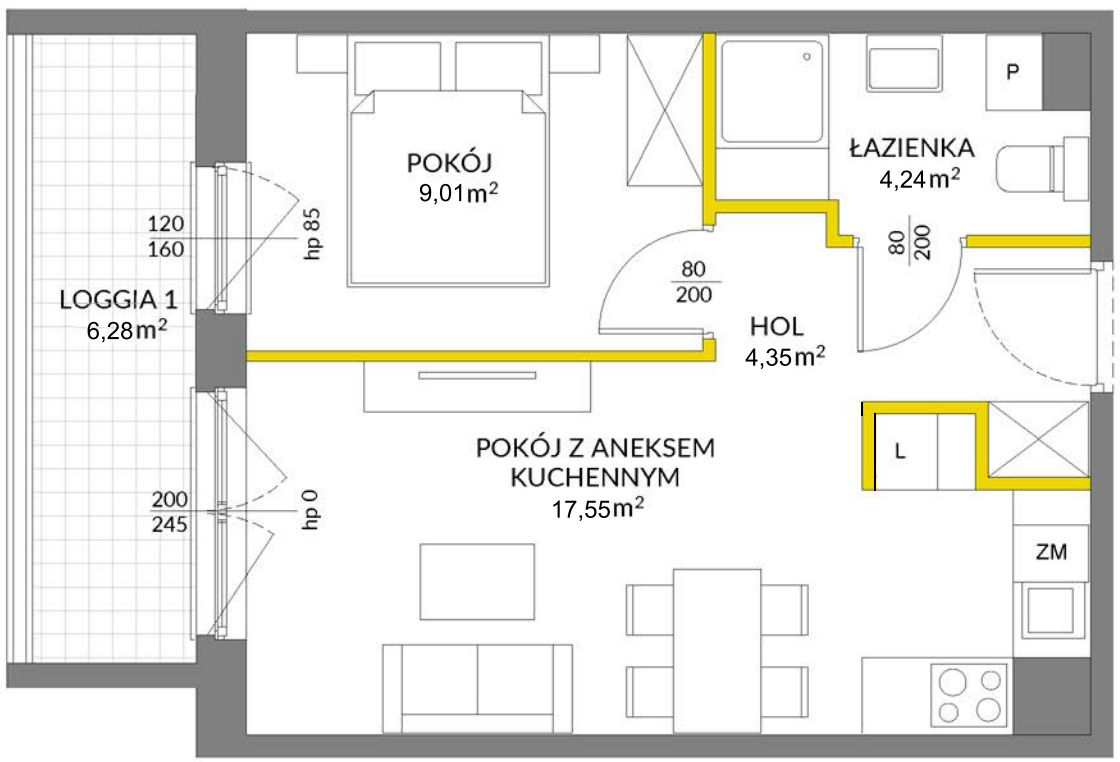 POKÓJ
9,01m²
ŁAZIENKA
4,24m²
P
120
160
hp 85
80
200
80
200
LOGGIA 1
6,28m²
HOL
4,35m²
POKÓJ Z ANEKSEM
KUCHENNYM
17,55m²
L
200
245
hp 0
ZM